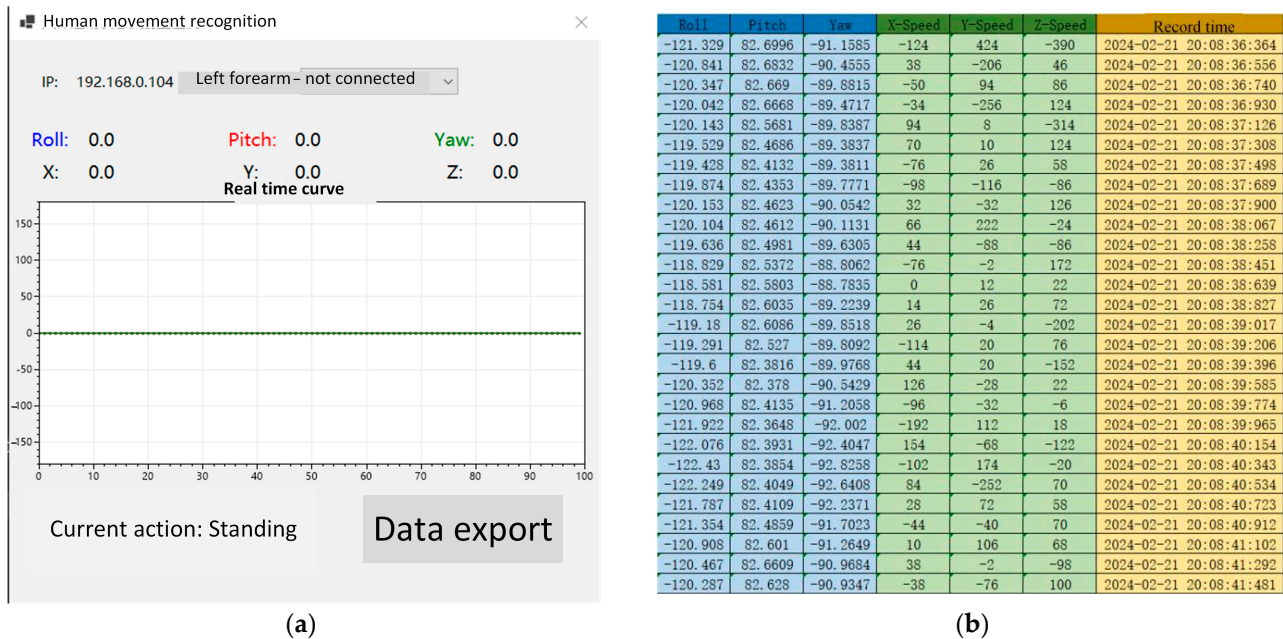 Human movement recognition
IP: 192.168.0.104 Left forearm – not connected
Roll: 0.0 Pitch: 0.0 Yaw: 0.0
X: 0.0 Y: 0.0 Z: 0.0
Real time curve
150
100
50
0
-50
-100
-150
0 10 20 30 40 50 60 70 80 90 100
Current action: Standing
Data export
(a)
Roll Pitch Yaw X-Speed Y-Speed Z-Speed Record time
-121.329 82.6996 -91.1585 -124 424 -390 2024-02-21 20:08:36:364
-120.841 82.6832 -90.4555 38 -206 46 2024-02-21 20:08:36:556
-120.347 82.669 -89.8815 -50 94 86 2024-02-21 20:08:36:740
-120.042 82.6668 -89.4717 -34 -256 124 2024-02-21 20:08:36:930
-120.143 82.5681 -89.8387 94 8 -314 2024-02-21 20:08:37:126
-119.529 82.4686 -89.3837 70 10 124 2024-02-21 20:08:37:308
-119.428 82.4132 -89.3811 -76 26 58 2024-02-21 20:08:37:498
-119.874 82.4353 -89.7771 -98 -116 -86 2024-02-21 20:08:37:689
-120.153 82.4623 -90.0542 32 -32 126 2024-02-21 20:08:37:900
-120.104 82.4612 -90.1131 66 222 -24 2024-02-21 20:08:38:067
-119.636 82.4981 -89.6305 44 -88 -86 2024-02-21 20:08:38:258
-118.829 82.5372 -88.8062 -76 -2 172 2024-02-21 20:08:38:451
-118.581 82.5803 -88.7835 0 12 22 2024-02-21 20:08:38:639
-118.754 82.6035 -89.2239 14 26 72 2024-02-21 20:08:38:827
-119.18 82.6086 -89.8518 26 -4 -202 2024-02-21 20:08:39:017
-119.291 82.527 -89.8092 -114 20 76 2024-02-21 20:08:39:206
-119.6 82.3816 -89.9768 44 20 -152 2024-02-21 20:08:39:396
-120.352 82.378 -90.5429 126 -28 22 2024-02-21 20:08:39:585
-120.968 82.4135 -91.2058 -96 -32 -6 2024-02-21 20:08:39:774
-121.922 82.3648 -92.002 -192 112 18 2024-02-21 20:08:39:965
-122.076 82.3931 -92.4047 154 -68 -122 2024-02-21 20:08:40:154
-122.43 82.3854 -92.8258 -102 174 -20 2024-02-21 20:08:40:343
-122.249 82.4049 -92.6408 84 -252 70 2024-02-21 20:08:40:534
-121.787 82.4109 -92.2371 28 72 58 2024-02-21 20:08:40:723
-121.354 82.4859 -91.7023 -44 -40 70 2024-02-21 20:08:40:912
-120.908 82.601 -91.2649 10 106 68 2024-02-21 20:08:41:102
-120.467 82.6609 -90.9684 38 -2 -98 2024-02-21 20:08:41:292
-120.287 82.628 -90.9347 -38 -76 100 2024-02-21 20:08:41:481
(b)